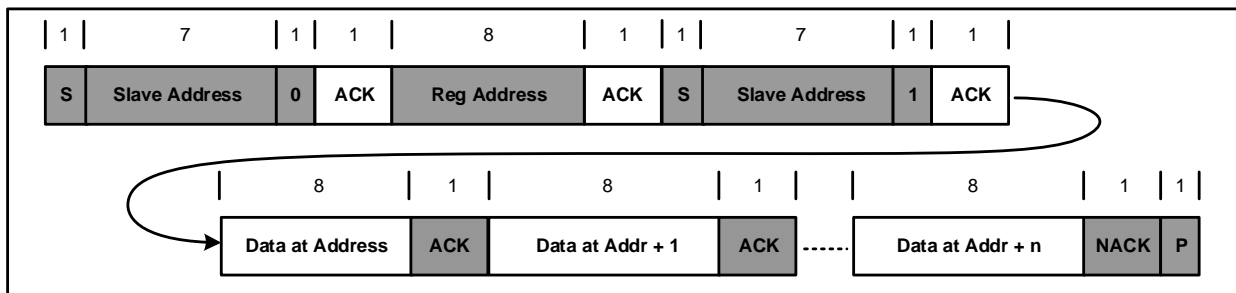 1 7 1 1 8 1 1 7 1 1
S Slave Address 0 ACK Reg Address ACK S Slave Address 1 ACK
8 1 8 1 8 1 1
Data at Address ACK Data at Addr + 1 ACK Data at Addr + n NACK P